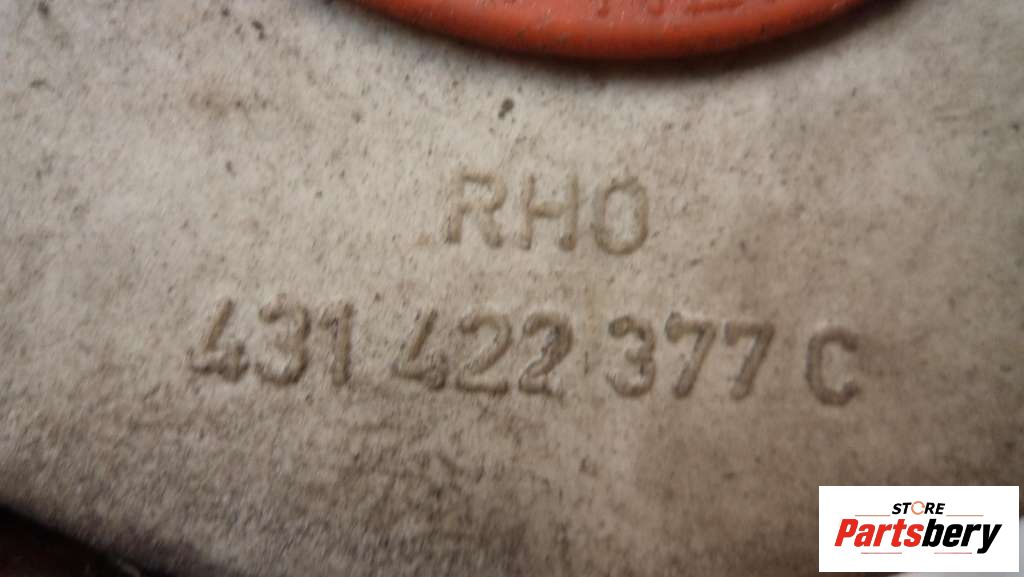 RHO
431 422 377 C
STORE
Partsbery